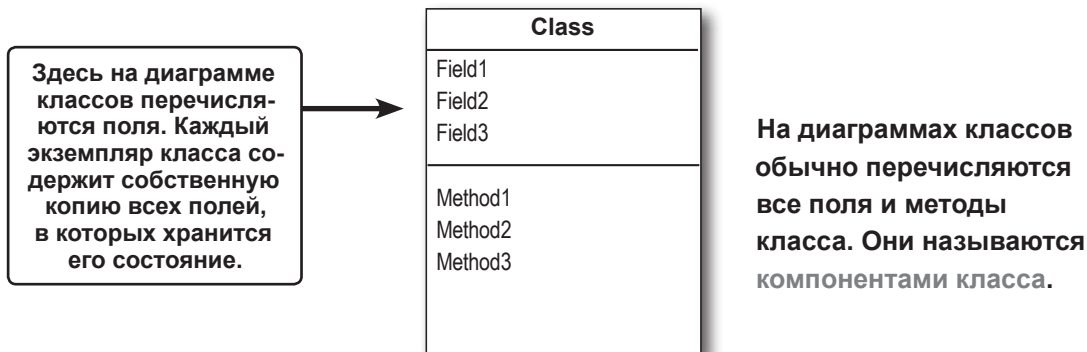 Здесь на диаграмме
классов перечисля-
ются поля. Каждый
экземпляр класса со-
держит собственную
копию всех полей,
в которых хранится
его состояние.
Class
Field1
Field2
Field3
Method1
Method2
Method3
На диаграммах классов
обычно перечисляются
все поля и методы
класса. Они называются
компонентами класса.